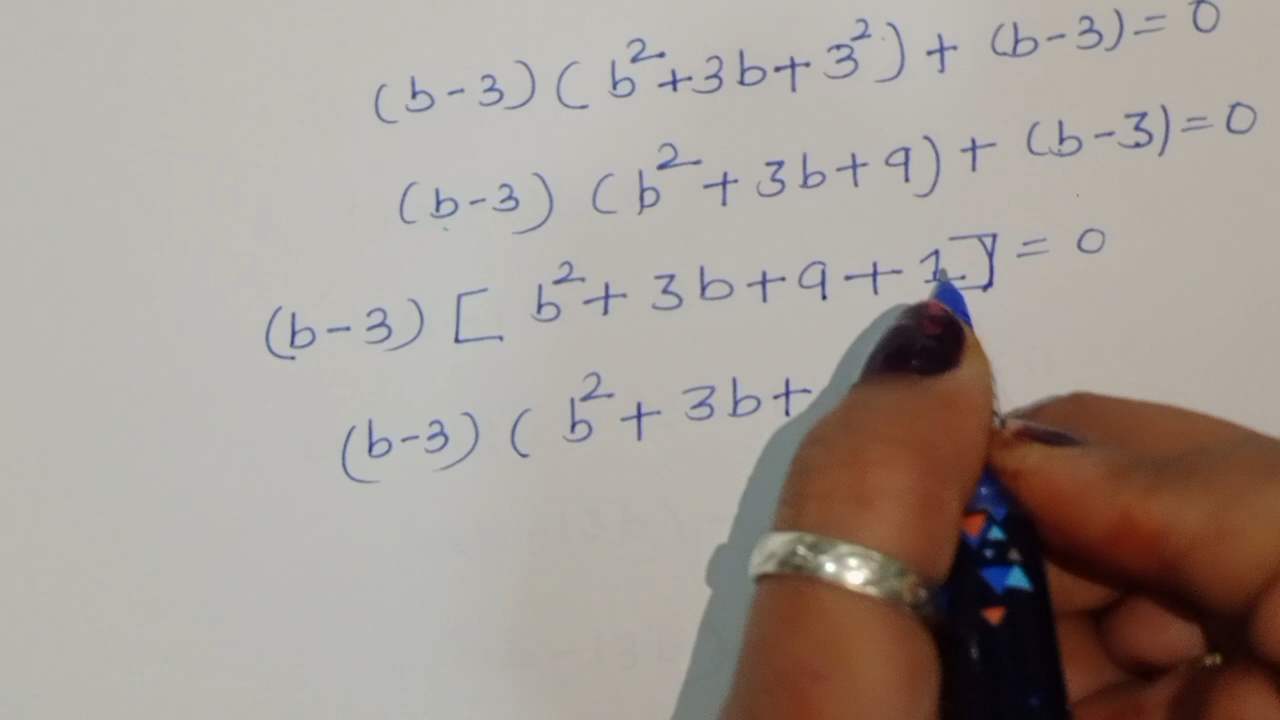 (b-3) (b²+3b+3²) + (b-3) = 0
(b-3) (b²+3b+9) + (b-3) = 0
(b-3) [b²+3b+9+1] = 0
(b-3) (b²+3b+